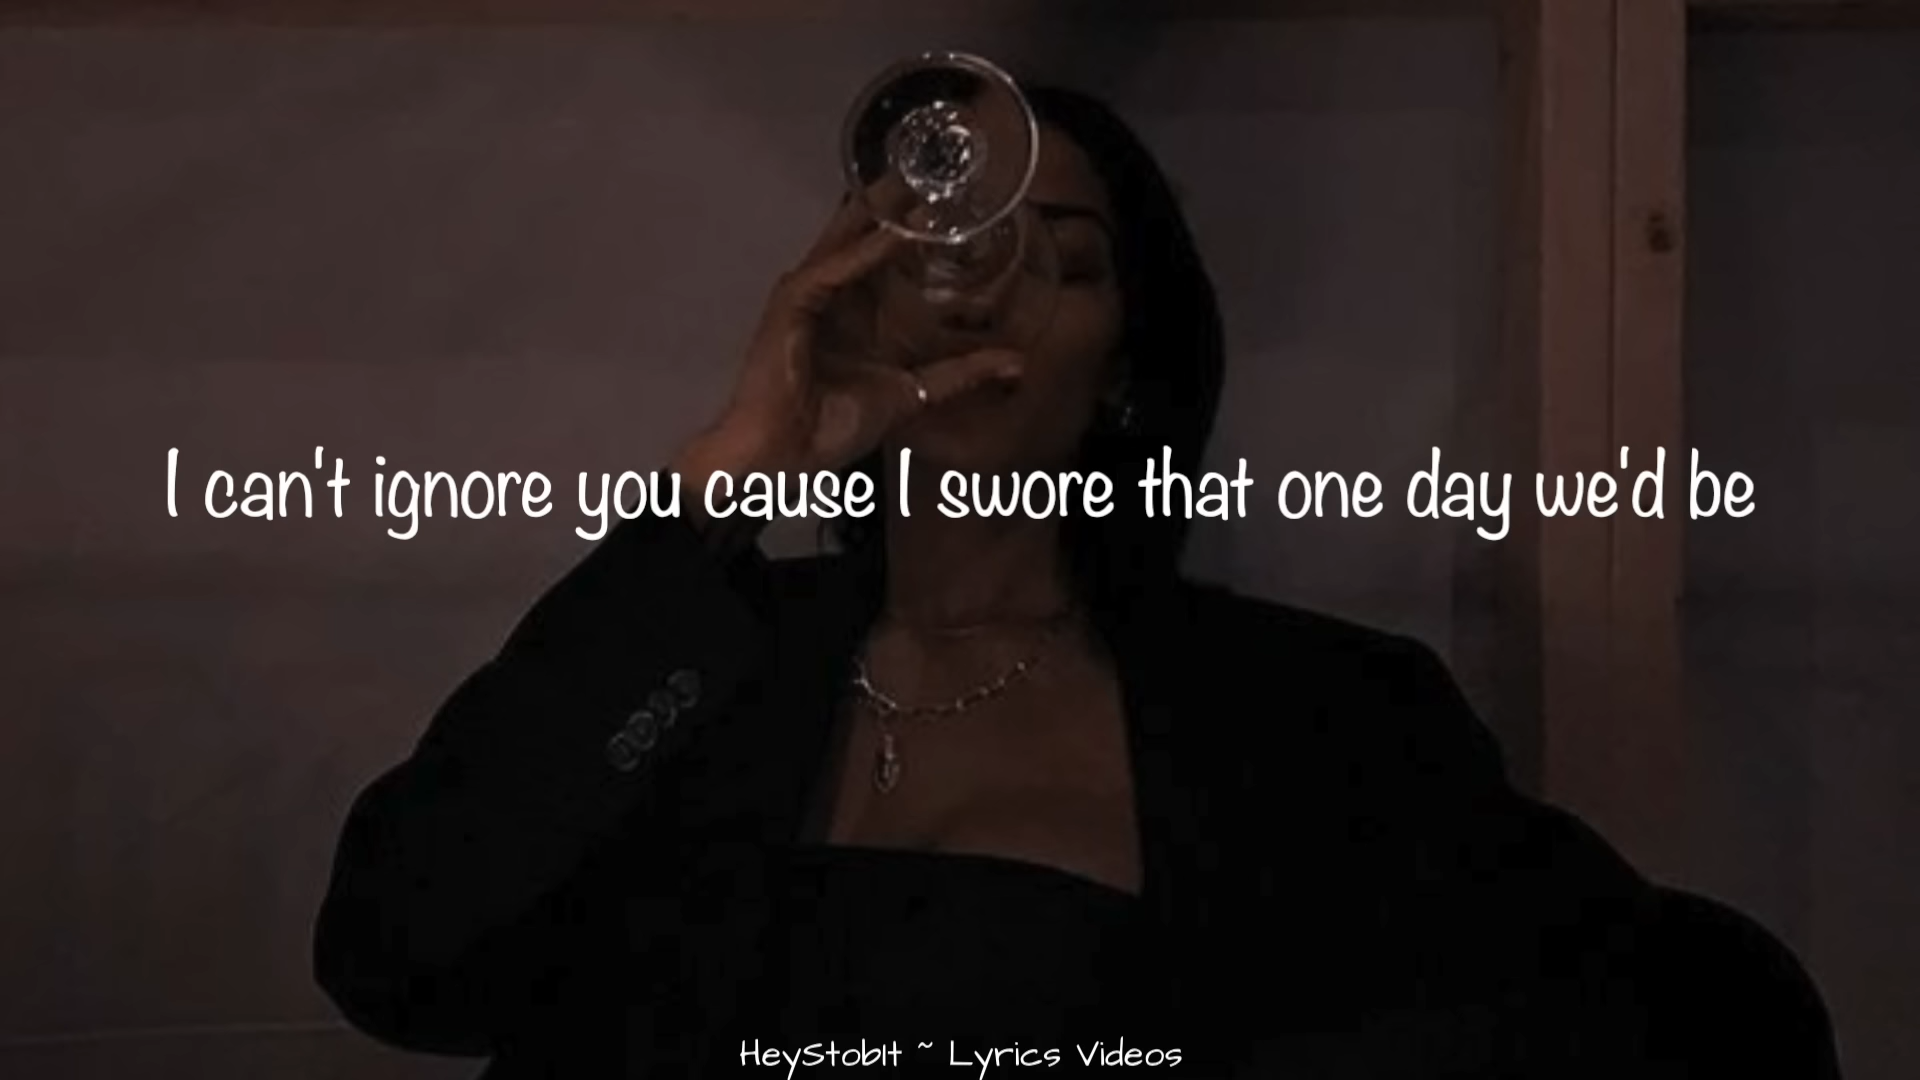 I can't ignore you cause I swore that one day we'd be
HeyStobIt ~ Lyrics Videos